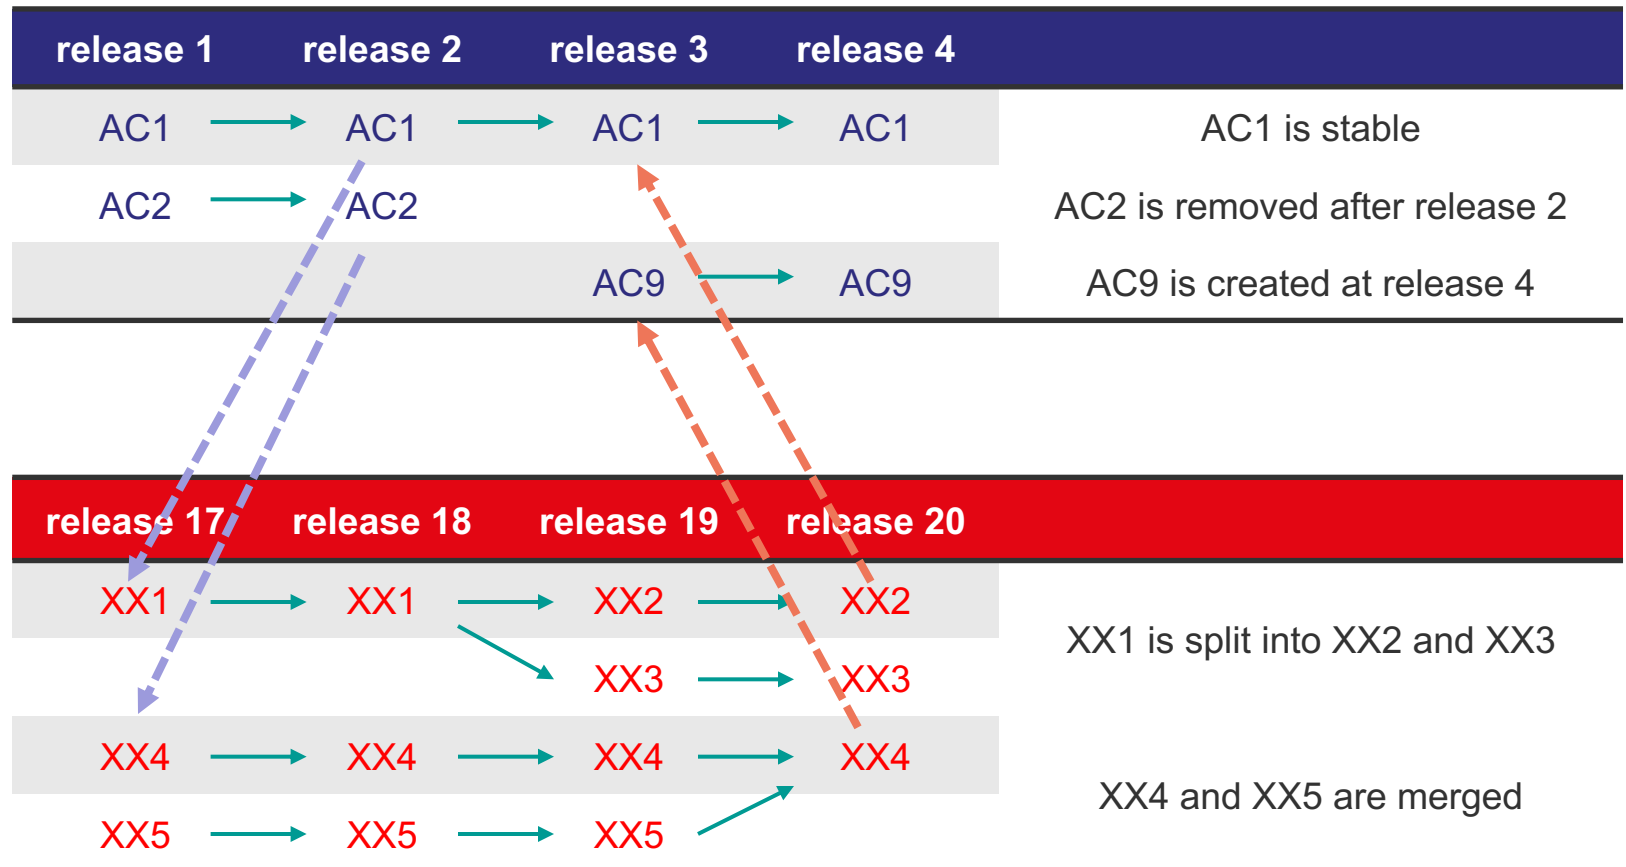 release 1 release 2 release 3 release 4
AC1 AC1 AC1 AC1 AC1 is stable
AC2 AC2 AC2 is removed after release 2
AC9 AC9 AC9 is created at release 4
release 17 release 18 release 19 release 20
XX1 XX1 XX2 XX2
XX1 is split into XX2 and XX3
XX3 XX3
XX4 XX4 XX4 XX4
XX4 and XX5 are merged
XX5 XX5 XX5